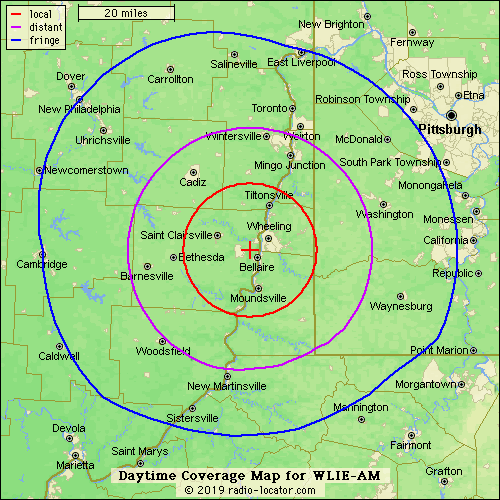 local
distant
fringe
20 miles
New Brighton
Fernway
East Liverpool
Salineville
Carrollton
Dover
Ross Township
Etna
New Philadelphia
Toronto
Robinson Township
Pittsburgh
Uhrichsville
Wintersville
Weirton
McDonald
Mingo Junction
South Park Township
Newcomerstown
Cadiz
Tiltonsville
Monongahela
Washington
Monessen
Saint Clairsville
Wheeling
California
Cambridge
Bethesda
Bellaire
Barnesville
Republic
Moundsville
Waynesburg
Woodsfield
Caldwell
Point Marion
New Martinsville
Morgantown
Sistersville
Mannington
Devola
Fairmont
Saint Marys
Marietta
Grafton
Daytime Coverage Map for WLIE-AM
© 2019 radio-locator.com